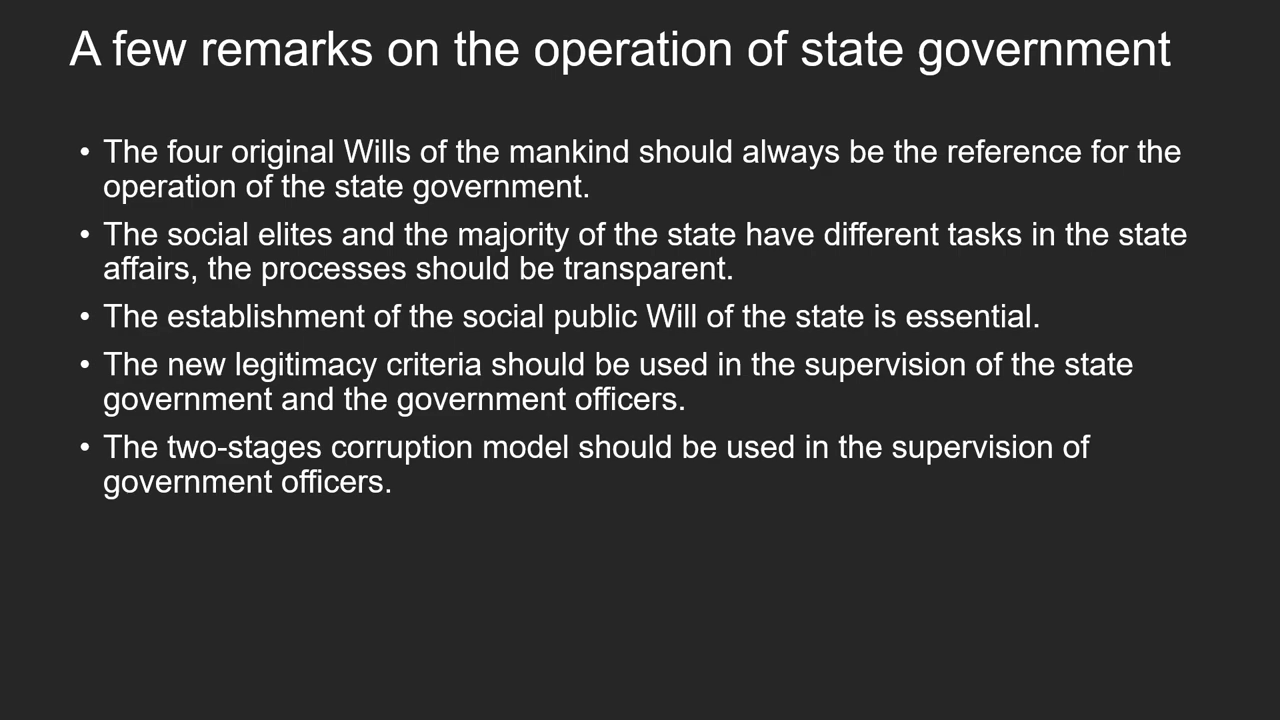 A few remarks on the operation of state government
• The four original Wills of the mankind should always be the reference for the
operation of the state government.
• The social elites and the majority of the state have different tasks in the state
affairs, the processes should be transparent.
• The establishment of the social public Will of the state is essential.
• The new legitimacy criteria should be used in the supervision of the state
government and the government officers.
• The two-stages corruption model should be used in the supervision of
government officers.